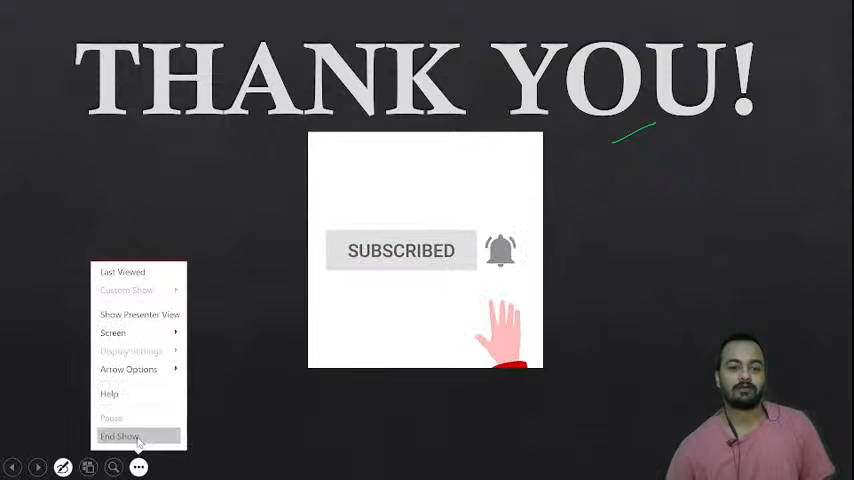 THANK YOU!
SUBSCRIBED
Last Viewed
Custom Show
Show Presenter View
Screen
Display Settings
Arrow Options
Help
Pause
End Show